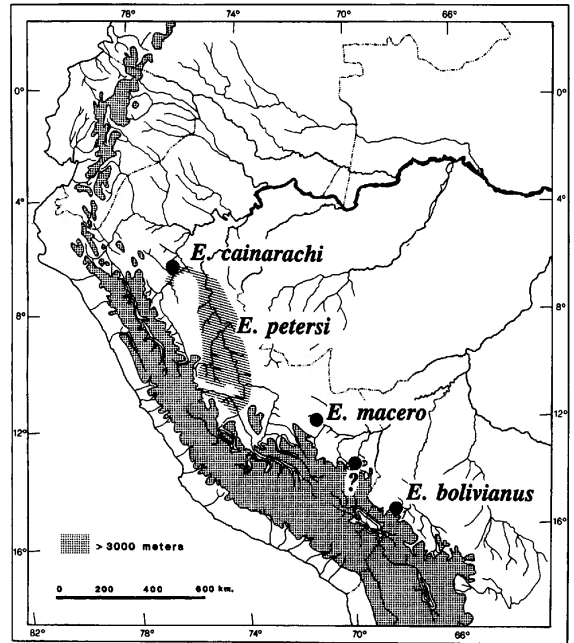 78° 74° 70° 66°
0° 0°
4° 4°
E. cainarachi
8° 8°
E. petersi
E. macero
12° 12°
?
E. bolivianus
16° 16°
> 3000 meters
0 200 400 600 km.
82° 78° 74° 70° 66°